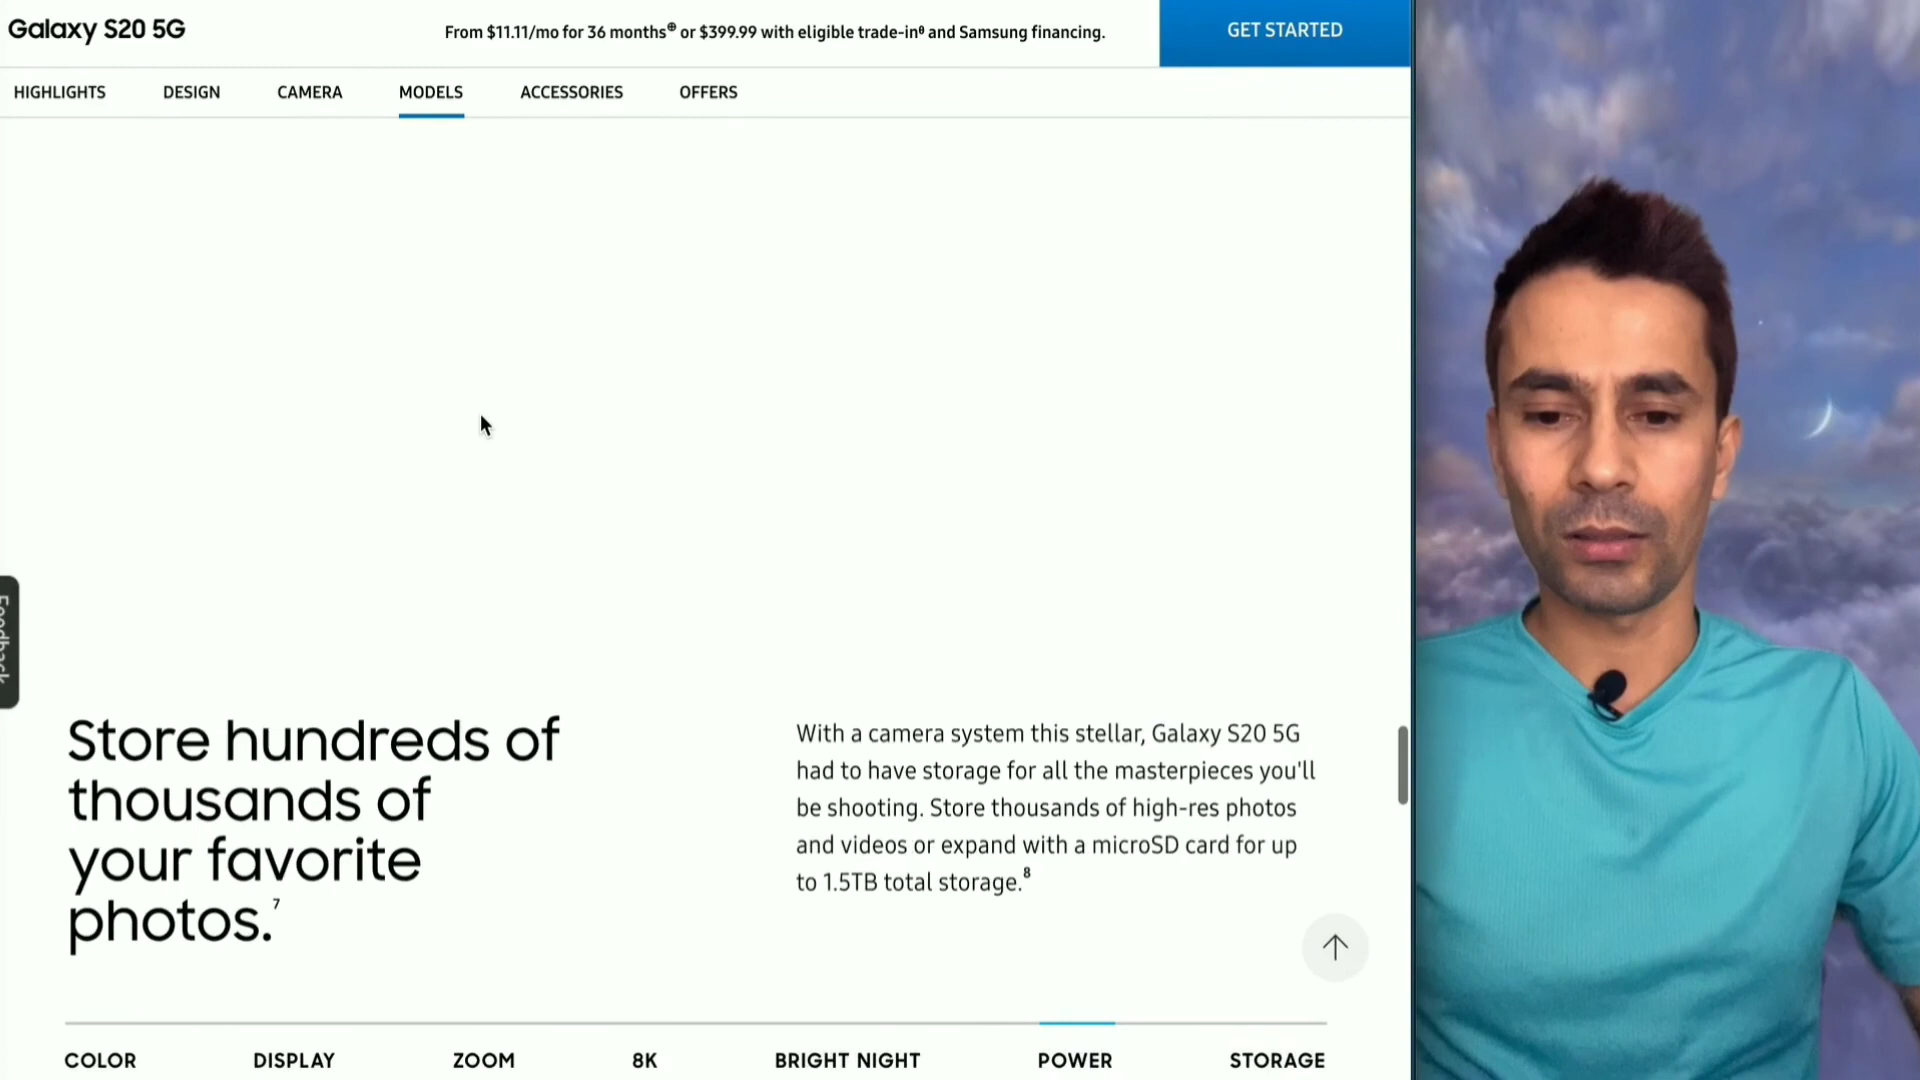 Galaxy S20 5G
From $11.11/mo for 36 months⊕ or $399.99 with eligible trade-inθ and Samsung financing.
GET STARTED
HIGHLIGHTS DESIGN CAMERA MODELS ACCESSORIES OFFERS
Feedback
Store hundreds of
thousands of
your favorite
photos.7
With a camera system this stellar, Galaxy S20 5G
had to have storage for all the masterpieces you'll
be shooting. Store thousands of high-res photos
and videos or expand with a microSD card for up
to 1.5TB total storage.8
COLOR DISPLAY ZOOM 8K BRIGHT NIGHT POWER STORAGE